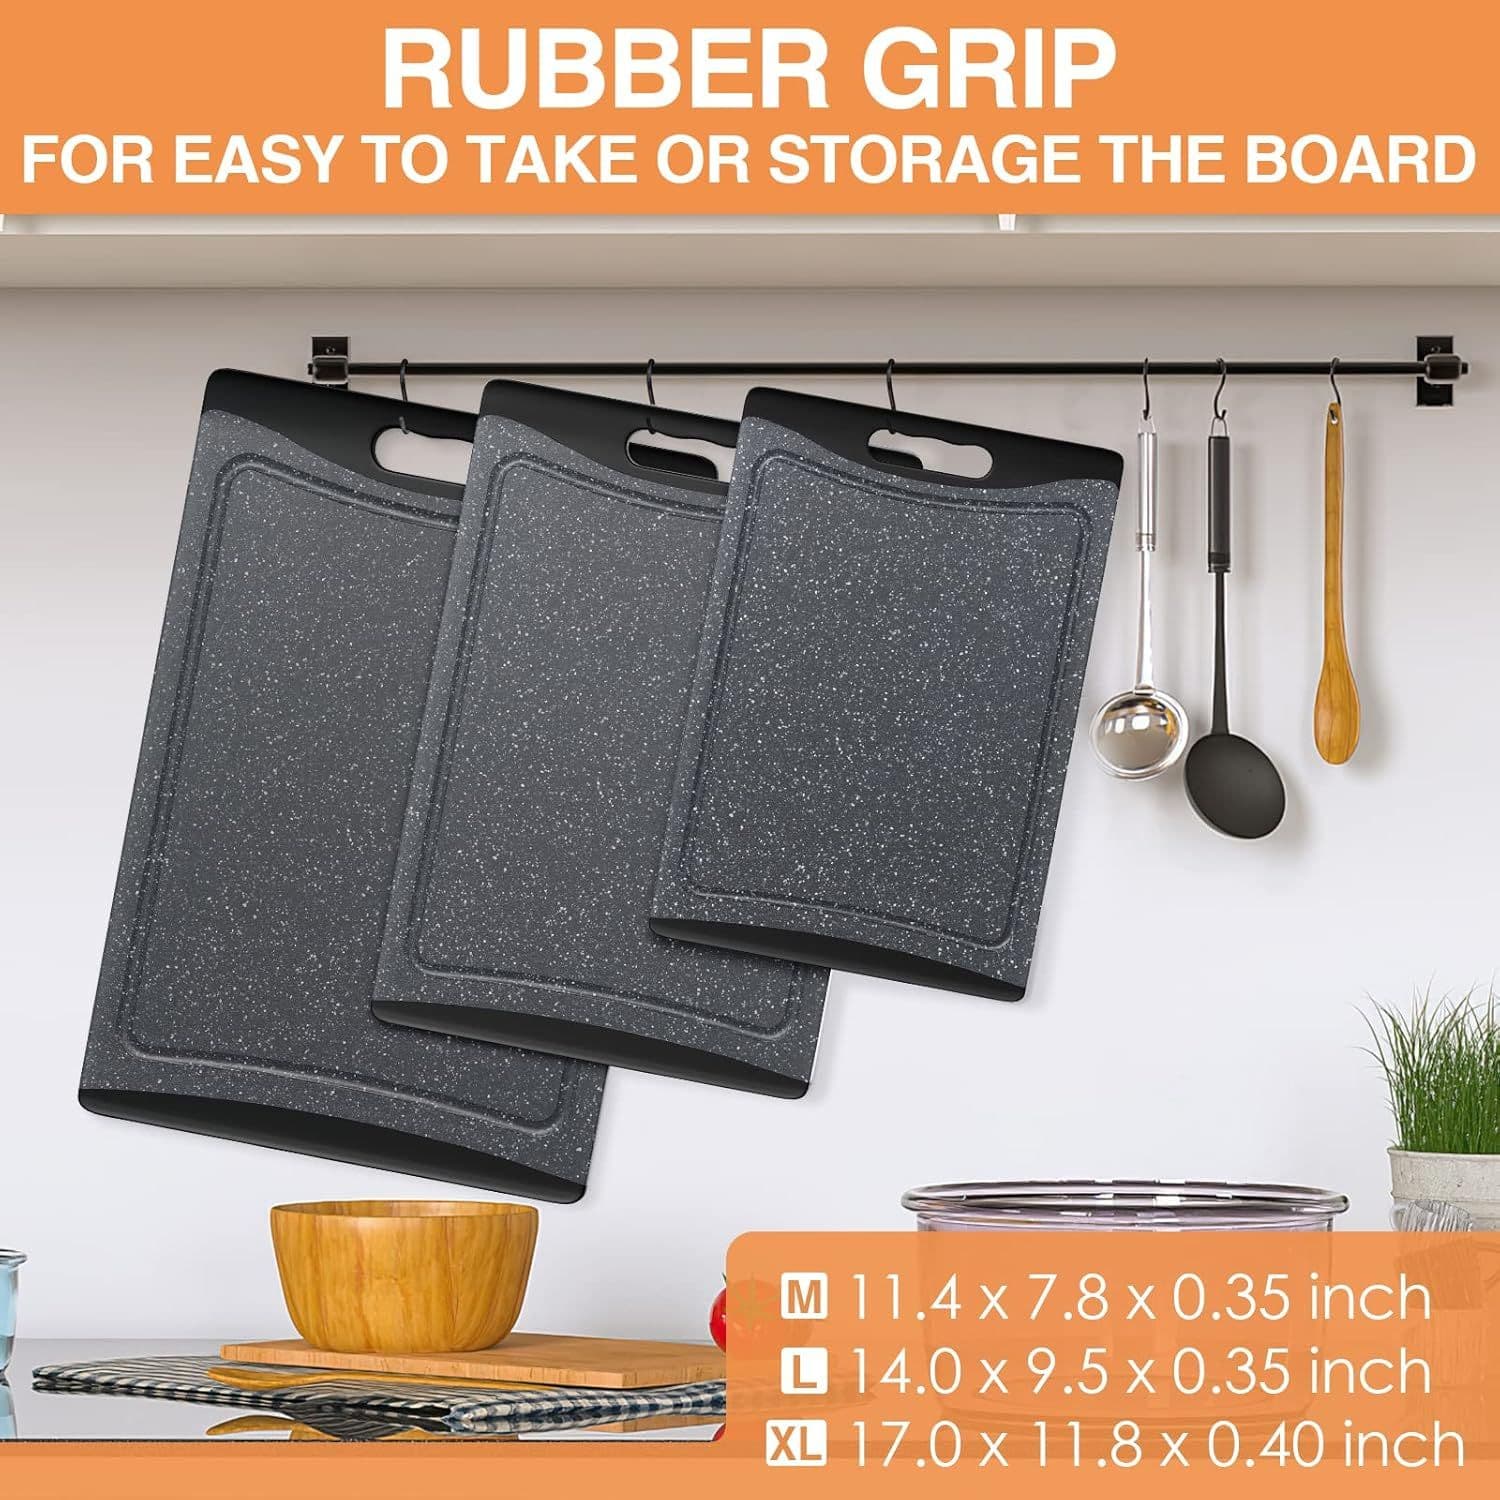 RUBBER GRIP
FOR EASY TO TAKE OR STORAGE THE BOARD
M 11.4 x 7.8 x 0.35 inch
L 14.0 x 9.5 x 0.35 inch
XL 17.0 x 11.8 x 0.40 inch